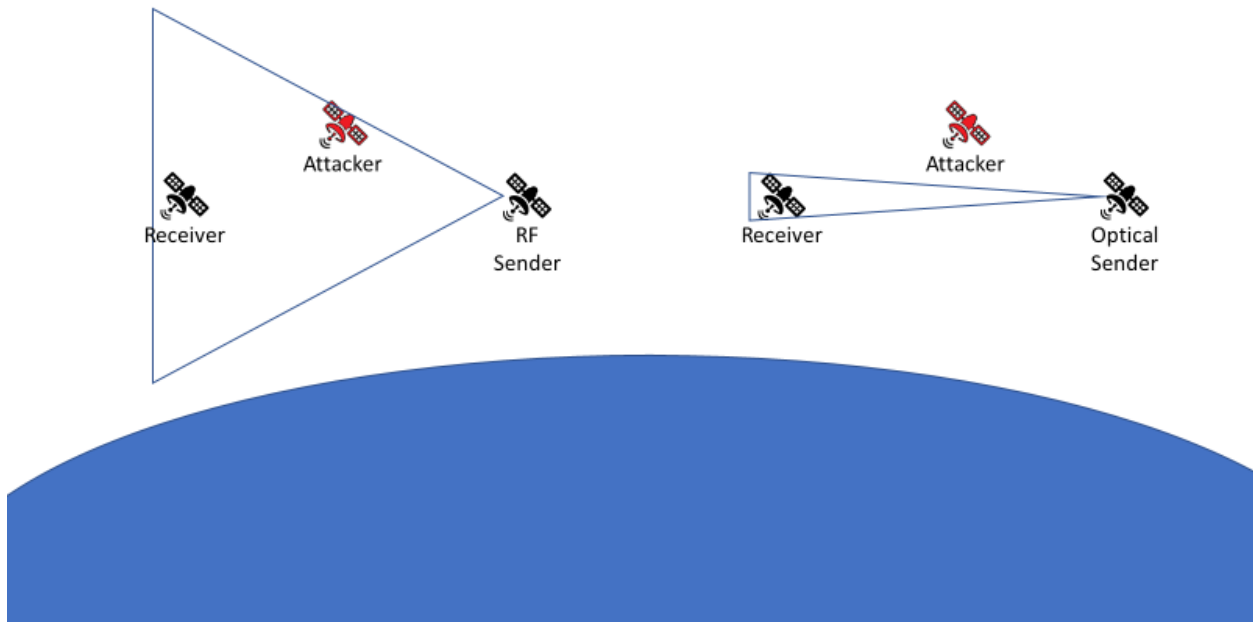 Attacker
Receiver
RF
Sender
Attacker
Receiver
Optical
Sender